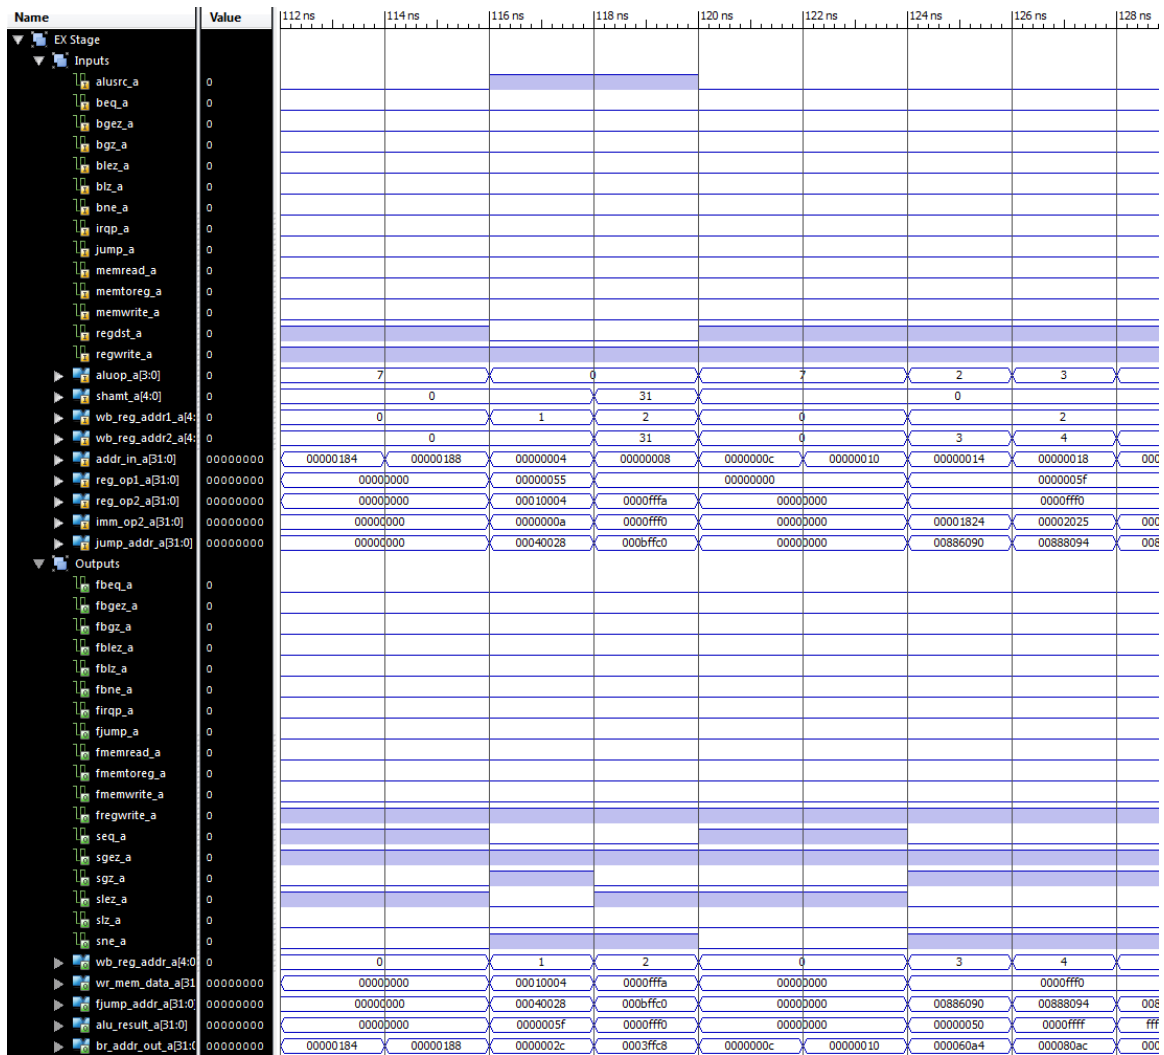 Name Value 112 ns 114 ns 116 ns 118 ns 120 ns 122 ns 124 ns 126 ns 128 ns
EX Stage
Inputs
alusrc_a 0
beq_a 0
bgez_a 0
bgz_a 0
blez_a 0
blz_a 0
bne_a 0
irqp_a 0
jump_a 0
memread_a 0
memtoreg_a 0
memwrite_a 0
regdst_a 0
regwrite_a 0
aluop_a[3:0] 0 7 0 7 2 3
shamt_a[4:0] 0 0 31 0
wb_reg_addr1_a[4: 0 0 1 2 0 2
wb_reg_addr2_a[4: 0 0 31 0 3 4
addr_in_a[31:0] 00000000 00000184 00000188 00000004 00000008 0000000c 00000010 00000014 00000018 000
reg_op1_a[31:0] 00000000 00000000 00000055 00000000 0000005f
reg_op2_a[31:0] 00000000 00000000 00010004 0000fffa 00000000 0000fff0
imm_op2_a[31:0] 00000000 00000000 0000000a 0000fff0 00000000 00001824 00002025 000
jump_addr_a[31:0] 00000000 00000000 00040028 000bffc0 00000000 00886090 00888094 008
Outputs
fbeq_a 0
fbgez_a 0
fbgz_a 0
fblez_a 0
fblz_a 0
fbne_a 0
firqp_a 0
fjump_a 0
fmemread_a 0
fmemtoreg_a 0
fmemwrite_a 0
fregwrite_a 0
seq_a 0
sgez_a 0
sgz_a 0
slez_a 0
slz_a 0
sne_a 0
wb_reg_addr_a[4:0 0 0 1 2 0 3 4
wr_mem_data_a[31 00000000 00000000 00010004 0000fffa 00000000 0000fff0
fjump_addr_a[31:0] 00000000 00000000 00040028 000bffc0 00000000 00886090 00888094 008
alu_result_a[31:0] 00000000 00000000 0000005f 0000fff0 00000000 00000050 0000ffff fff
br_addr_out_a[31:( 00000000 00000184 00000188 0000002c 0003ffc8 0000000c 00000010 000060a4 000080ac 000